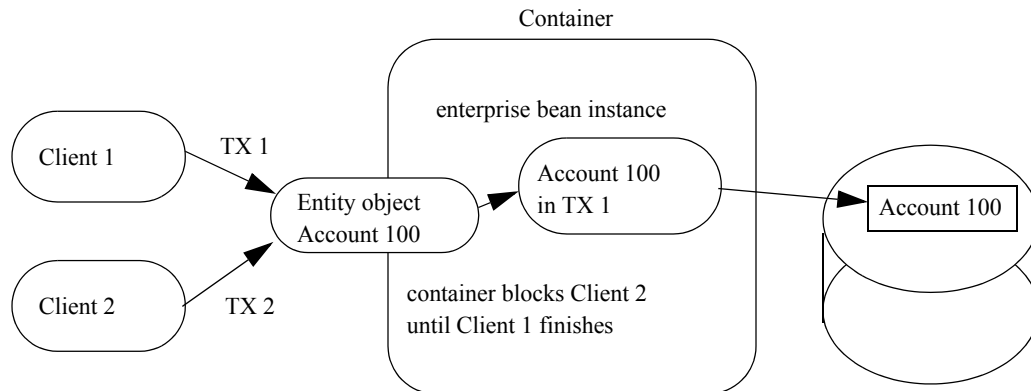 Container
enterprise bean instance
Client 1
TX 1
Entity object
Account 100
Account 100
in TX 1
Account 100
Client 2
TX 2
container blocks Client 2
until Client 1 finishes